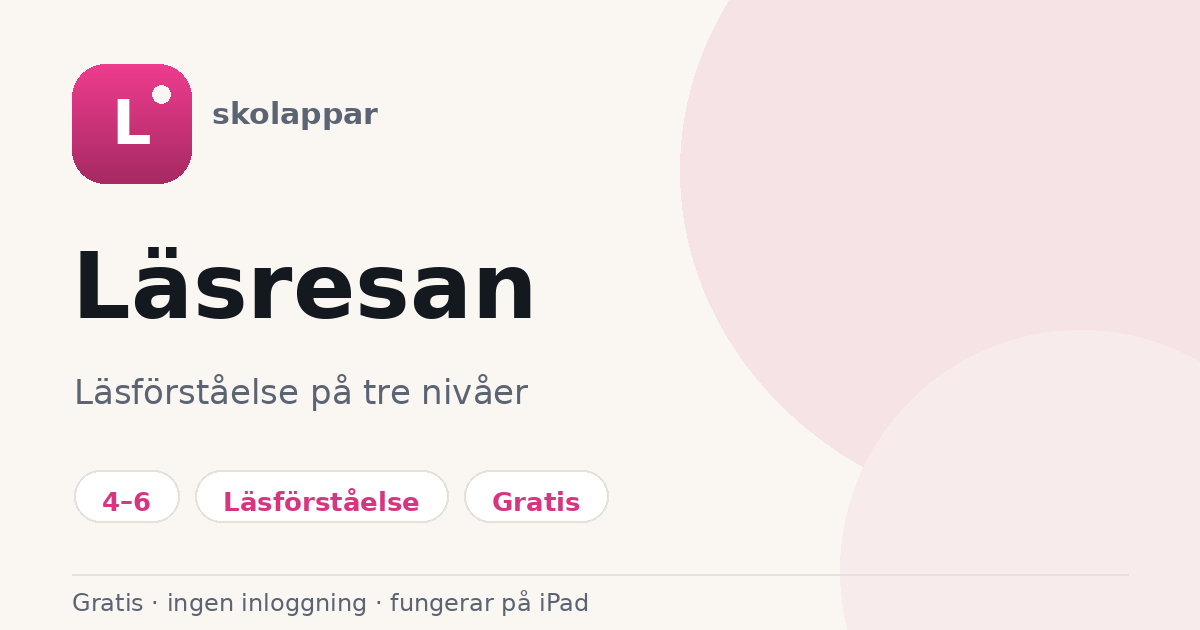 L
skolappar
Läsresan
Läsförståelse på tre nivåer
4–6 Läsförståelse Gratis
Gratis · ingen inloggning · fungerar på iPad